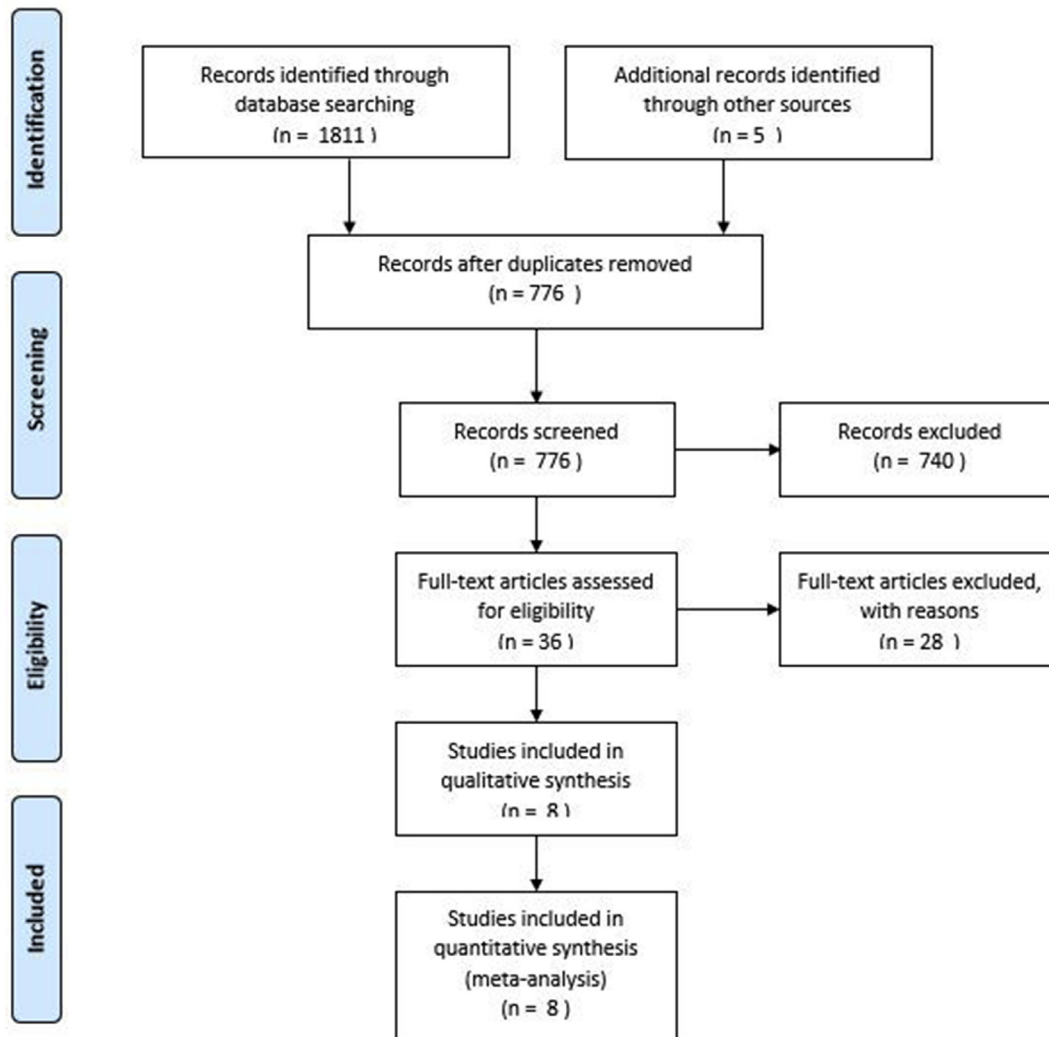 Identification
Records identified through
database searching
(n = 1811 )
Additional records identified
through other sources
(n = 5 )
Records after duplicates removed
(n = 776 )
Screening
Records screened
(n = 776 )
Records excluded
(n = 740 )
Eligibility
Full-text articles assessed
for eligibility
(n = 36 )
Full-text articles excluded,
with reasons
(n = 28 )
Studies included in
qualitative synthesis
(n = 8 )
Included
Studies included in
quantitative synthesis
(meta-analysis)
(n = 8 )